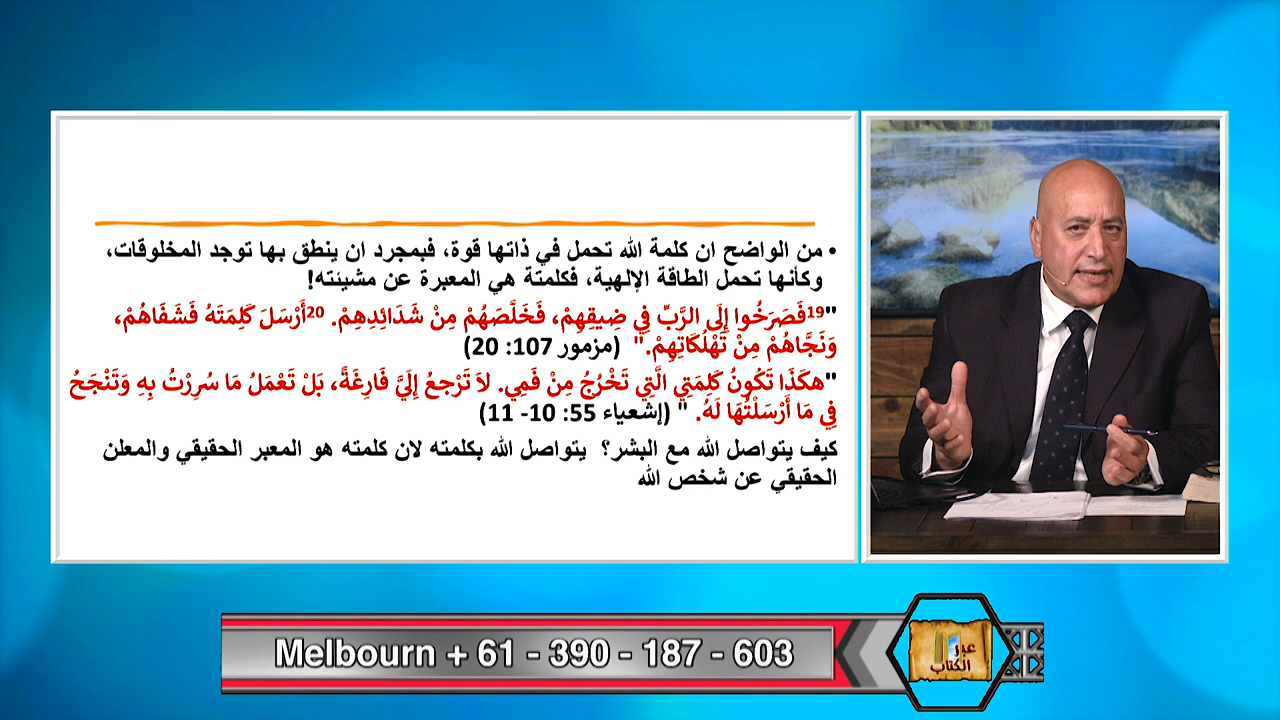 • من الواضح ان كلمة الله تحمل في ذاتها قوة، فبمجرد ان ينطق بها توجد المخلوقات،
وكأنها تحمل الطاقة الإلهية، فكلمته هي المعبرة عن مشيئته!
"19فَصَرَخُوا إِلَى الرَّبِّ فِي ضِيقِهِمْ، فَخَلَّصَهُمْ مِنْ شَدَائِدِهِمْ. 20أَرْسَلَ كَلِمَتَهُ فَشَفَاهُمْ،
وَنَجَّاهُمْ مِنْ تَهْلُكَاتِهِمْ." (مزمور 107: 20)
"هكَذَا تَكُونُ كَلِمَتِي الَّتِي تَخْرُجُ مِنْ فَمِي. لاَ تَرْجعُ إِلَيَّ فَارِغَةً، بَلْ تَعْمَلُ مَا سُرِرْتُ بِهِ وَتَنْجَحُ
فِي مَا أَرْسَلْتُهَا لَهُ. " (إشعياء 55: 10- 11)
كيف يتواصل الله مع البشر؟ يتواصل الله بكلمته لان كلمته هو المعبر الحقيقي والمعلن
الحقيقي عن شخص الله
Melbourn + 61 - 390 - 187 - 603
عبر
الكتاب